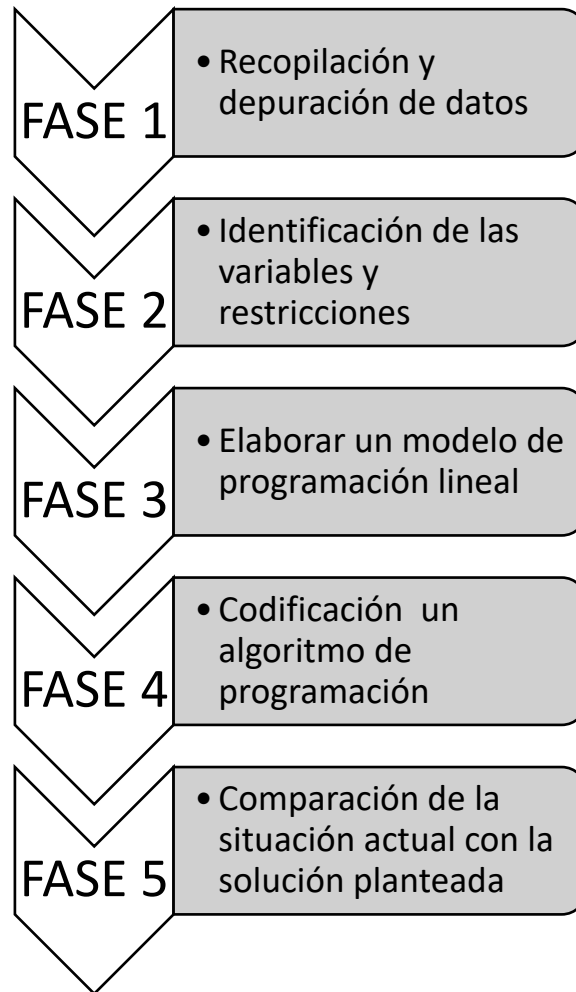 FASE 1
• Recopilación y
depuración de datos
FASE 2
• Identificación de las
variables y
restricciones
FASE 3
• Elaborar un modelo de
programación lineal
FASE 4
• Codificación  un
algoritmo de
programación
FASE 5
• Comparación de la
situación actual con la
solución planteada